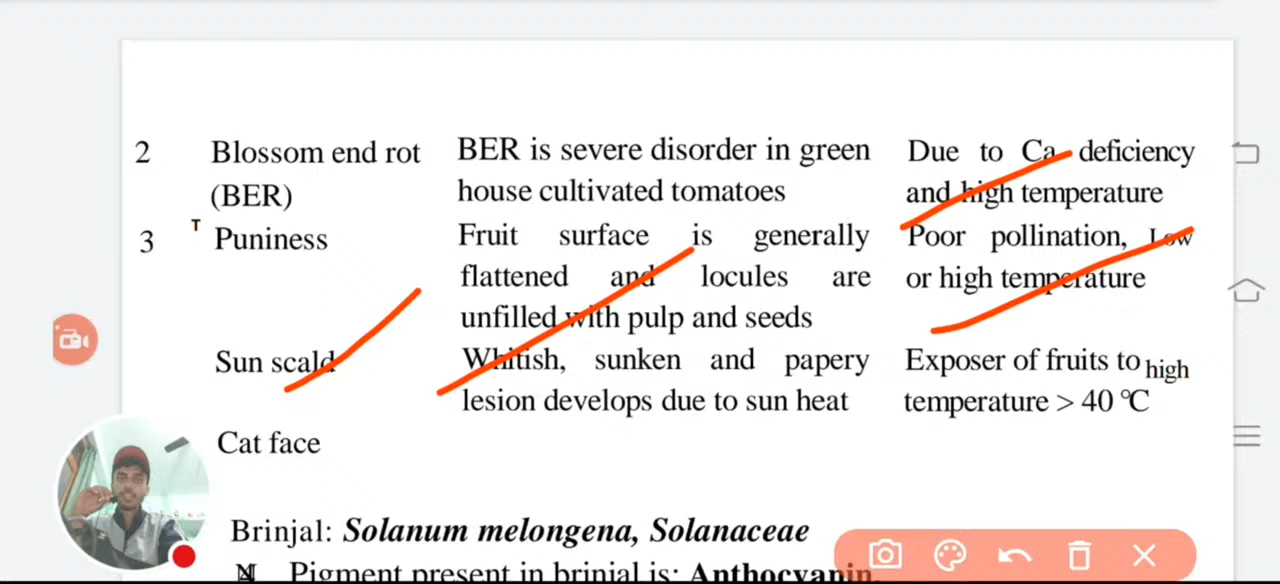 2 Blossom end rot BER is severe disorder in green Due to Ca deficiency
(BER) house cultivated tomatoes and high temperature
3 T Puniness Fruit surface is generally Poor pollination, Low
flattened and locules are or high temperature
unfilled with pulp and seeds
Sun scald Whitish, sunken and papery Exposer of fruits to high
lesion develops due to sun heat temperature > 40 ℃
Cat face
Brinjal: Solanum melongena, Solanaceae
Pigment present in brinjal is: Anthocyanin